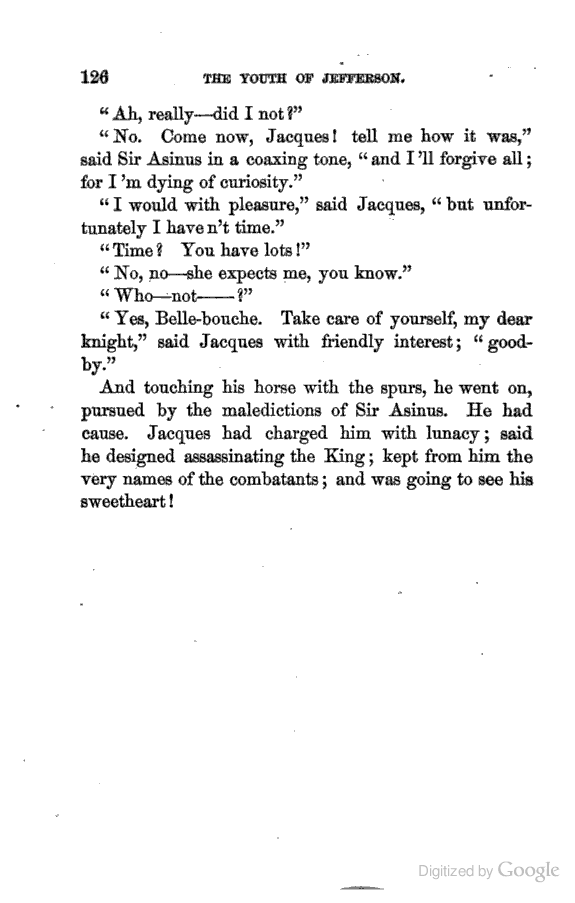 126 THE YOUTH OF JEFFERSON.
“Ah, really—did I not?”
“No. Come now, Jacques! tell me how it was,”
said Sir Asinus in a coaxing tone, “and I’ll forgive all;
for I’m dying of curiosity.”
“I would with pleasure,” said Jacques, “but unfor-
tunately I haven’t time.”
“Time? You have lots!”
“No, no—she expects me, you know.”
“Who—not——?”
“Yes, Belle-bouche. Take care of yourself, my dear
knight,” said Jacques with friendly interest; “good-
by.”
And touching his horse with the spurs, he went on,
pursued by the maledictions of Sir Asinus. He had
cause. Jacques had charged him with lunacy; said
he designed assassinating the King; kept from him the
very names of the combatants; and was going to see his
sweetheart!
Digitized by Google